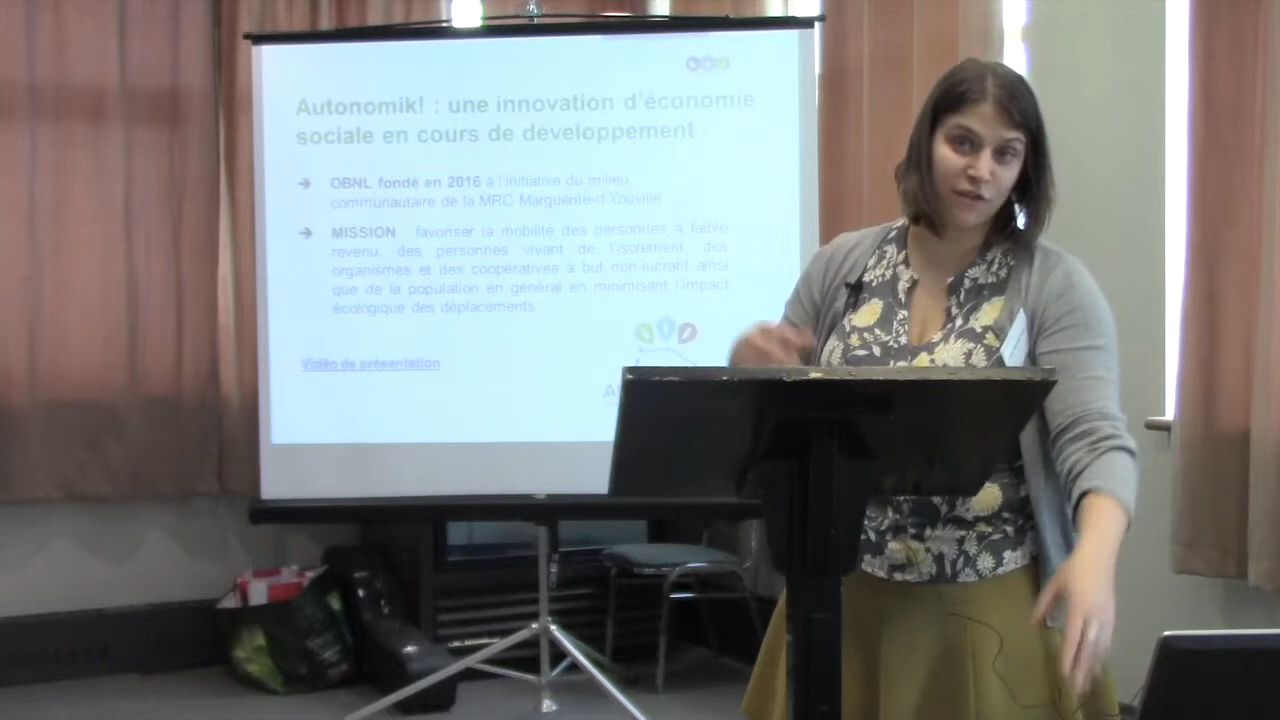 Autonomik! : une innovation d'économie
sociale en cours de développement
➔ OBNL fondé en 2016 à l'initiative du milieu
communautaire de la MRC Marguerite-d'Youville
➔ MISSION favoriser la mobilité des personnes à faible
revenu, des personnes vivant de l'isolement, des
organismes et des coopératives à but non-lucratif ainsi
que de la population en général en minimisant l'impact
écologique des déplacements
Vidéo de présentation